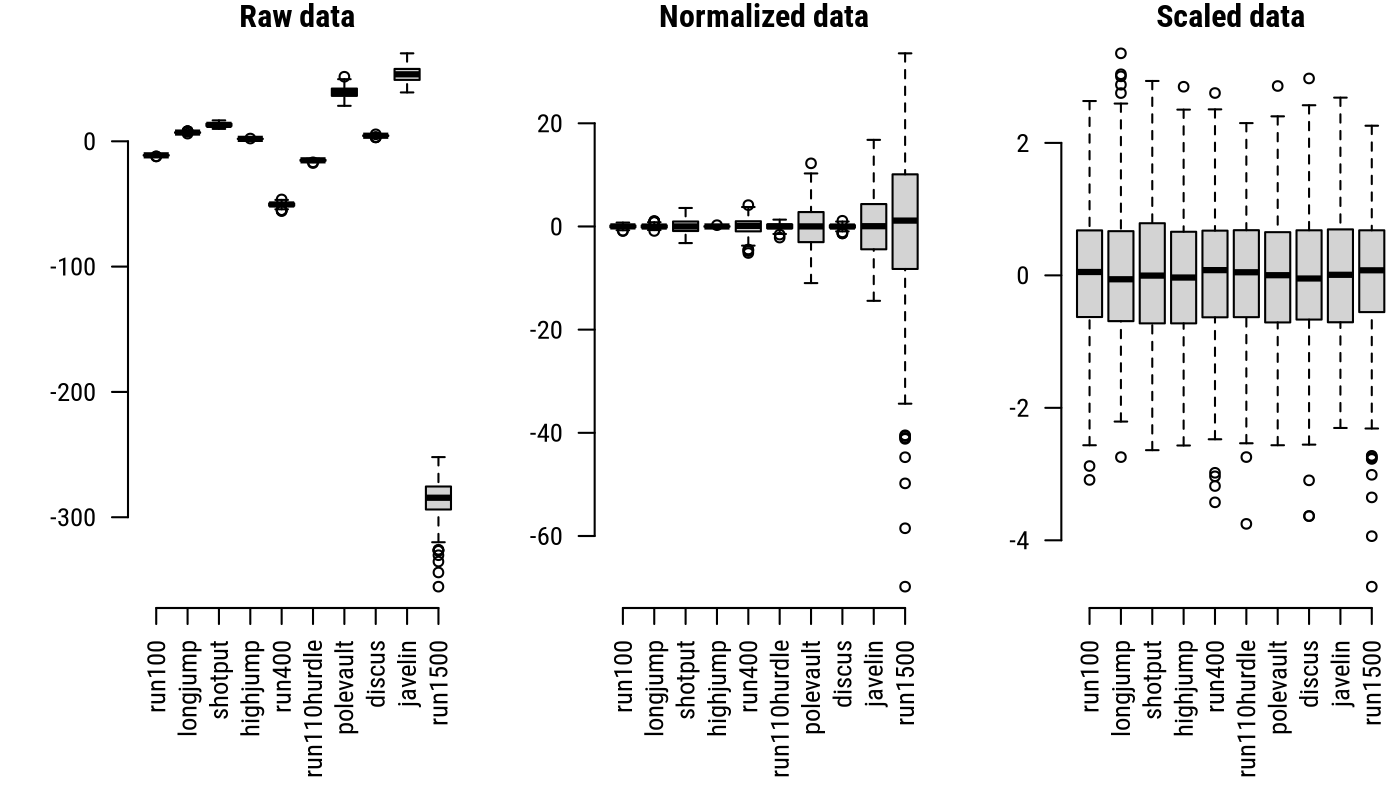 Raw data
Normalized data
Scaled data
0
-100
-200
-300
run100
longjump
shotput
highjump
run400
run110hurdle
polevault
discus
javelin
run1500
20
0
-20
-40
-60
run100
longjump
shotput
highjump
run400
run110hurdle
polevault
discus
javelin
run1500
2
0
-2
-4
run100
longjump
shotput
highjump
run400
run110hurdle
polevault
discus
javelin
run1500